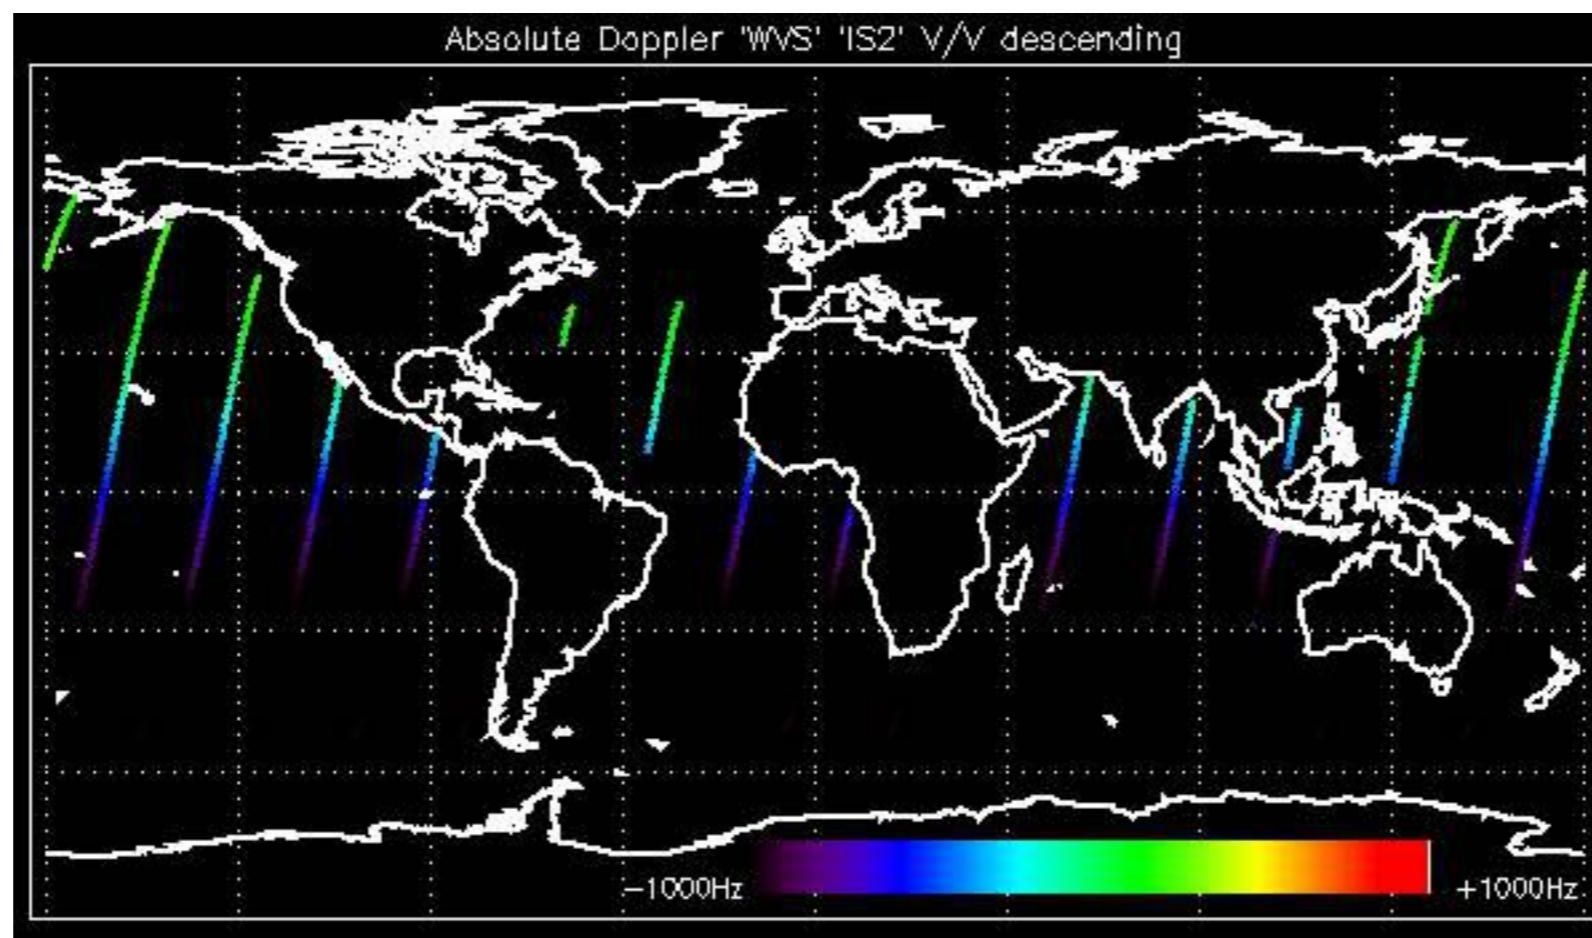 Absolute Doppler 'WVS' 'IS2' V/V descending
-1000Hz
+1000Hz